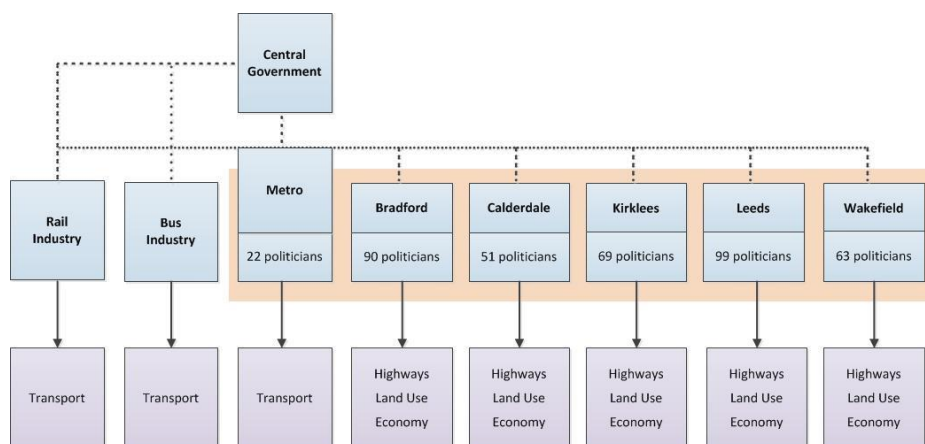 Central
Government
Rail
Industry
Bus
Industry
Metro
Bradford
Calderdale
Kirklees
Leeds
Wakefield
22 politicians
90 politicians
51 politicians
69 politicians
99 politicians
63 politicians
Transport
Transport
Transport
Highways
Land Use
Economy
Highways
Land Use
Economy
Highways
Land Use
Economy
Highways
Land Use
Economy
Highways
Land Use
Economy